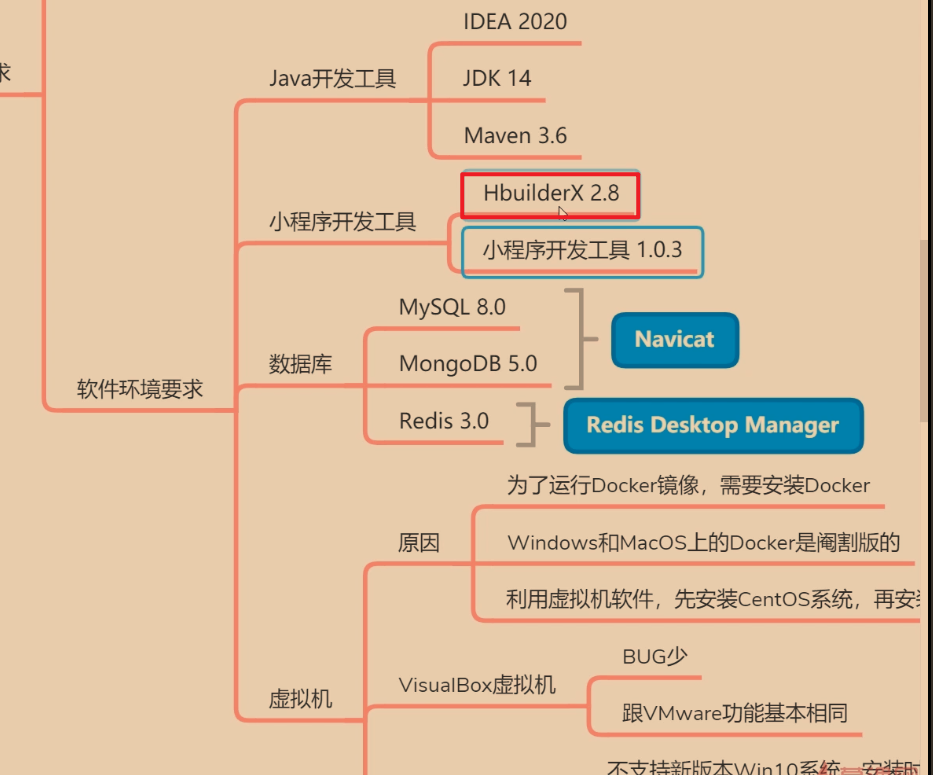 求
IDEA 2020
Java开发工具
JDK 14
Maven 3.6
HbuilderX 2.8
小程序开发工具
小程序开发工具 1.0.3
MySQL 8.0
Navicat
数据库
MongoDB 5.0
软件环境要求
Redis 3.0
Redis Desktop Manager
为了运行Docker镜像，需要安装Docker
原因
Windows和MacOS上的Docker是阉割版的
利用虚拟机软件，先安装CentOS系统，再安
BUG少
VisualBox虚拟机
虚拟机
跟VMware功能基本相同
不支持新版本Win10系统，安装时